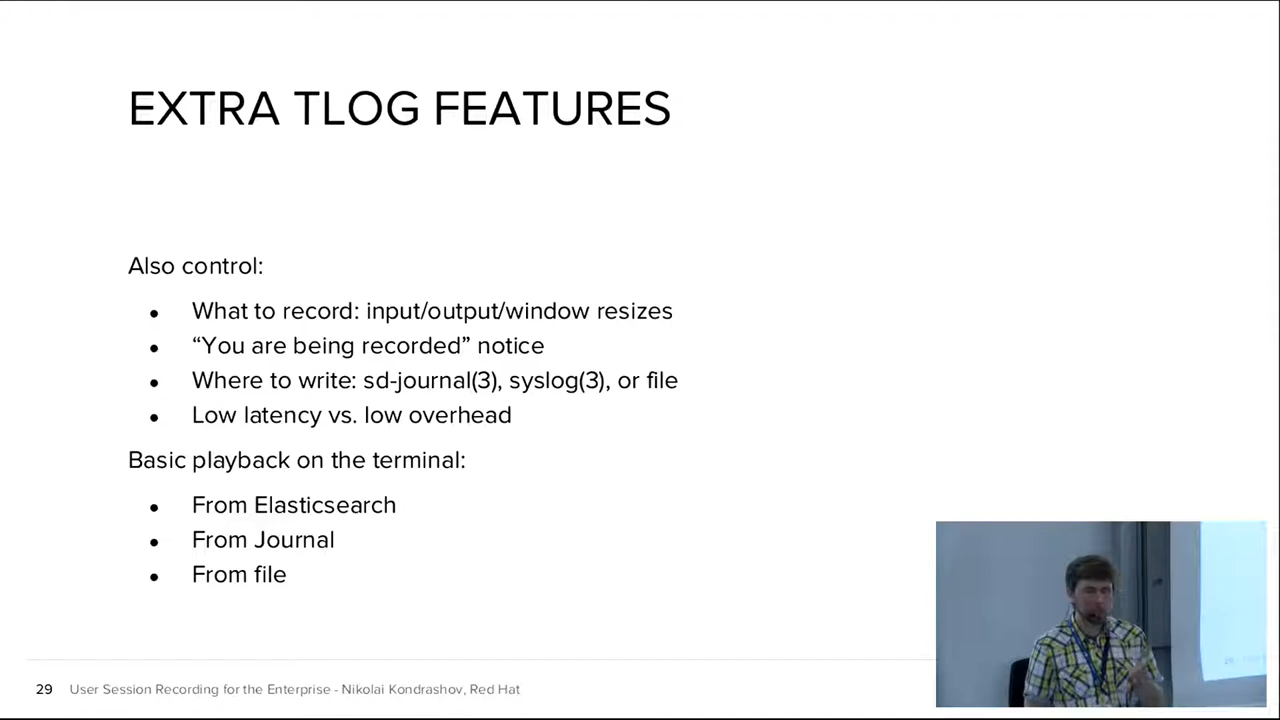 EXTRA TLOG FEATURES
Also control:
● What to record: input/output/window resizes
● “You are being recorded” notice
● Where to write: sd-journal(3), syslog(3), or file
● Low latency vs. low overhead
Basic playback on the terminal:
● From Elasticsearch
● From Journal
● From file
29 User Session Recording for the Enterprise - Nikolai Kondrashov, Red Hat